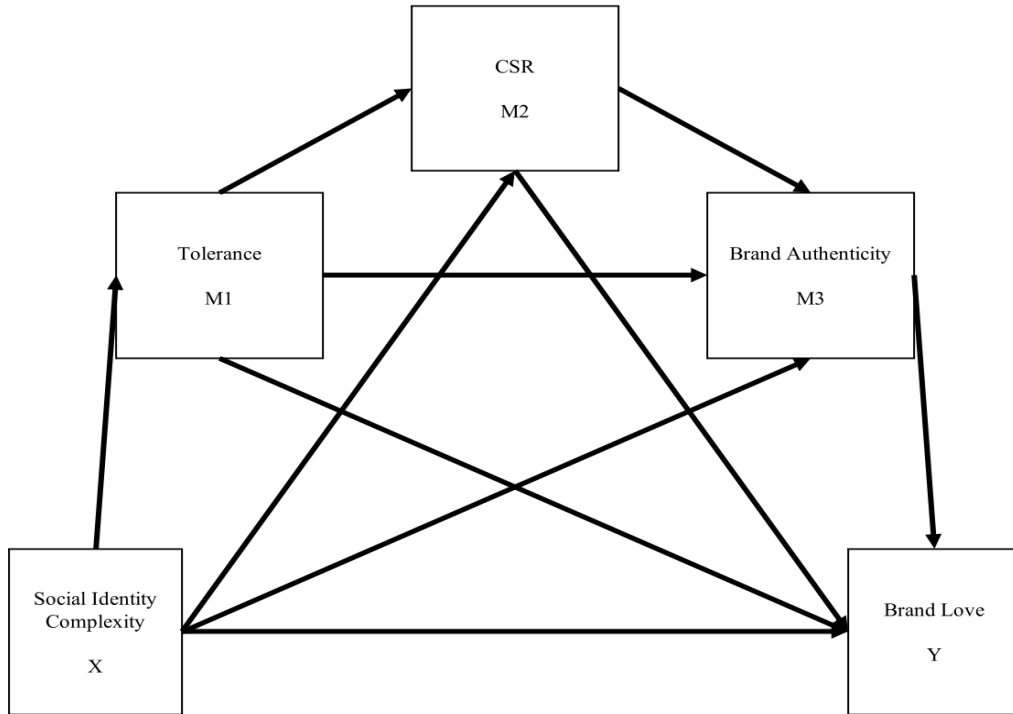 CSR
M2
Tolerance
M1
Brand Authenticity
M3
Social Identity
Complexity
X
Brand Love
Y